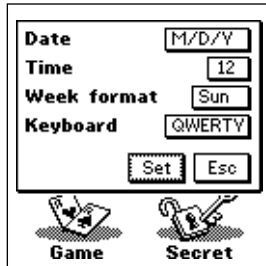 Date M/D/Y
Time 12
Week format Sun
Keyboard QWERTY
Set Esc
Game Secret